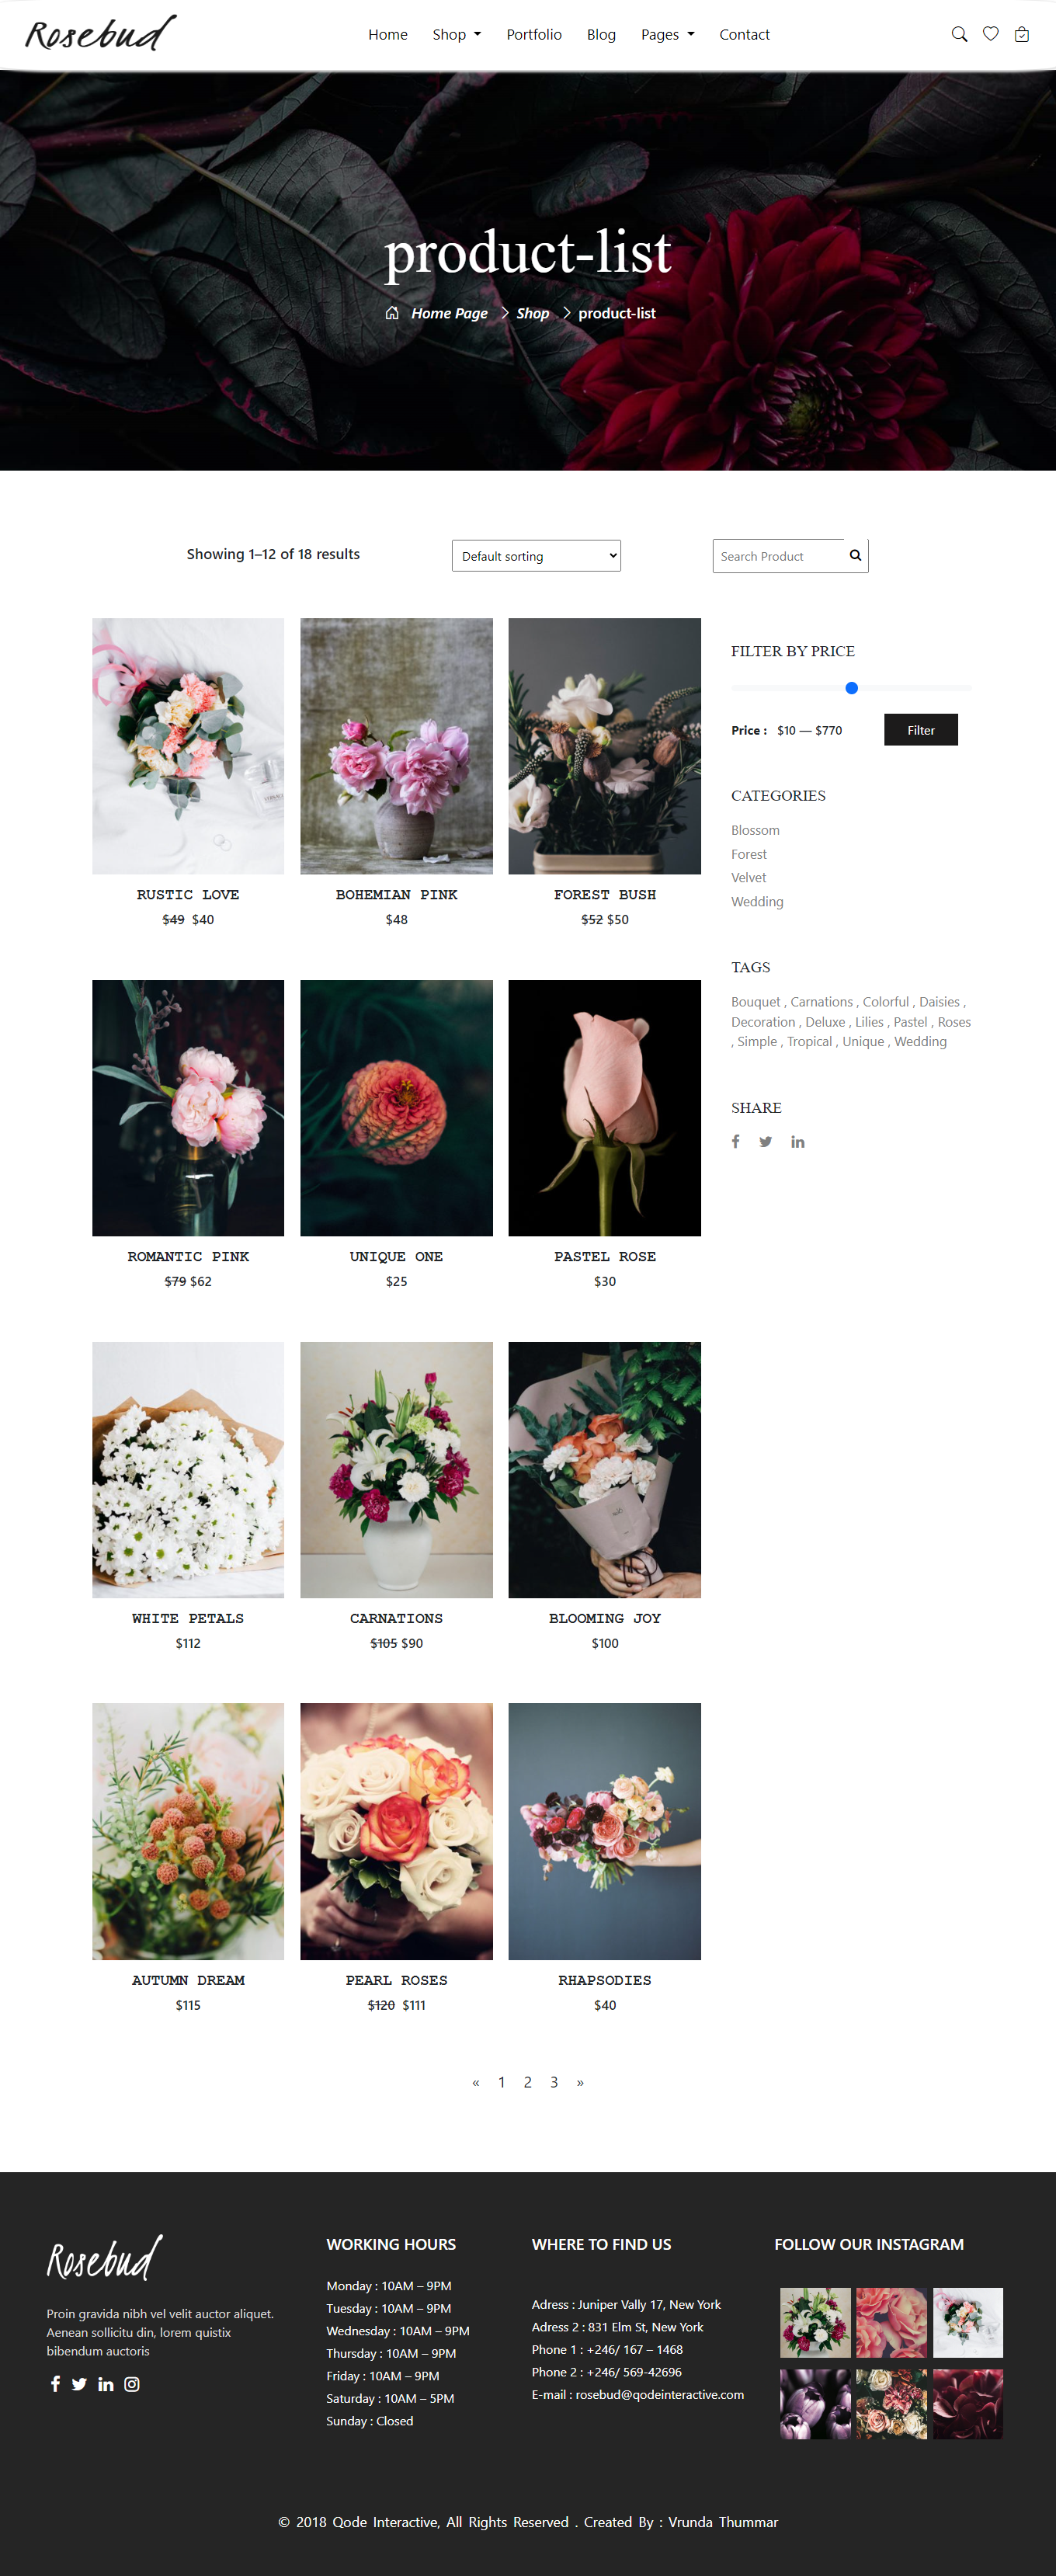 Rosebud
Home Shop Portfolio Blog Pages Contact
product-list
Home Page Shop product-list
Showing 1–12 of 18 results
Default sorting
Search Product
RUSTIC LOVE
$49 $40
BOHEMIAN PINK
$48
FOREST BUSH
$52 $50
ROMANTIC PINK
$79 $62
UNIQUE ONE
$25
PASTEL ROSE
$30
WHITE PETALS
$112
CARNATIONS
$105 $90
BLOOMING JOY
$100
AUTUMN DREAM
$115
PEARL ROSES
$120 $111
RHAPSODIES
$40
FILTER BY PRICE
Price : $10 — $770
Filter
CATEGORIES
Blossom
Forest
Velvet
Wedding
TAGS
Bouquet , Carnations , Colorful , Daisies ,
Decoration , Deluxe , Lilies , Pastel , Roses
, Simple , Tropical , Unique , Wedding
SHARE
« 1 2 3 »
Rosebud
Proin gravida nibh vel velit auctor aliquet.
Aenean sollicitu din, lorem quistix
bibendum auctoris
WORKING HOURS
Monday : 10AM – 9PM
Tuesday : 10AM – 9PM
Wednesday : 10AM – 9PM
Thursday : 10AM – 9PM
Friday : 10AM – 9PM
Saturday : 10AM – 5PM
Sunday : Closed
WHERE TO FIND US
Adress : Juniper Vally 17, New York
Adress 2 : 831 Elm St, New York
Phone 1 : +246/ 167 – 1468
Phone 2 : +246/ 569-42696
E-mail : rosebud@qodeinteractive.com
FOLLOW OUR INSTAGRAM
© 2018 Qode Interactive, All Rights Reserved . Created By : Vrunda Thummar